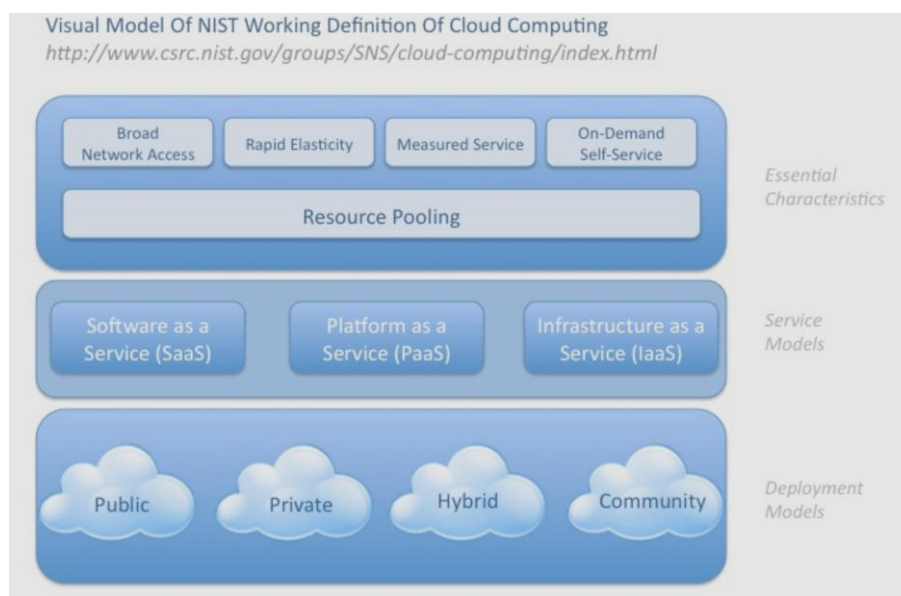 Visual Model Of NIST Working Definition Of Cloud Computing
http://www.csrc.nist.gov/groups/SNS/cloud-computing/index.html
Broad
Network Access
Rapid Elasticity
Measured Service
On-Demand
Self-Service
Resource Pooling
Essential
Characteristics
Software as a
Service (SaaS)
Platform as a
Service (PaaS)
Infrastructure as a
Service (IaaS)
Service
Models
Public
Private
Hybrid
Community
Deployment
Models